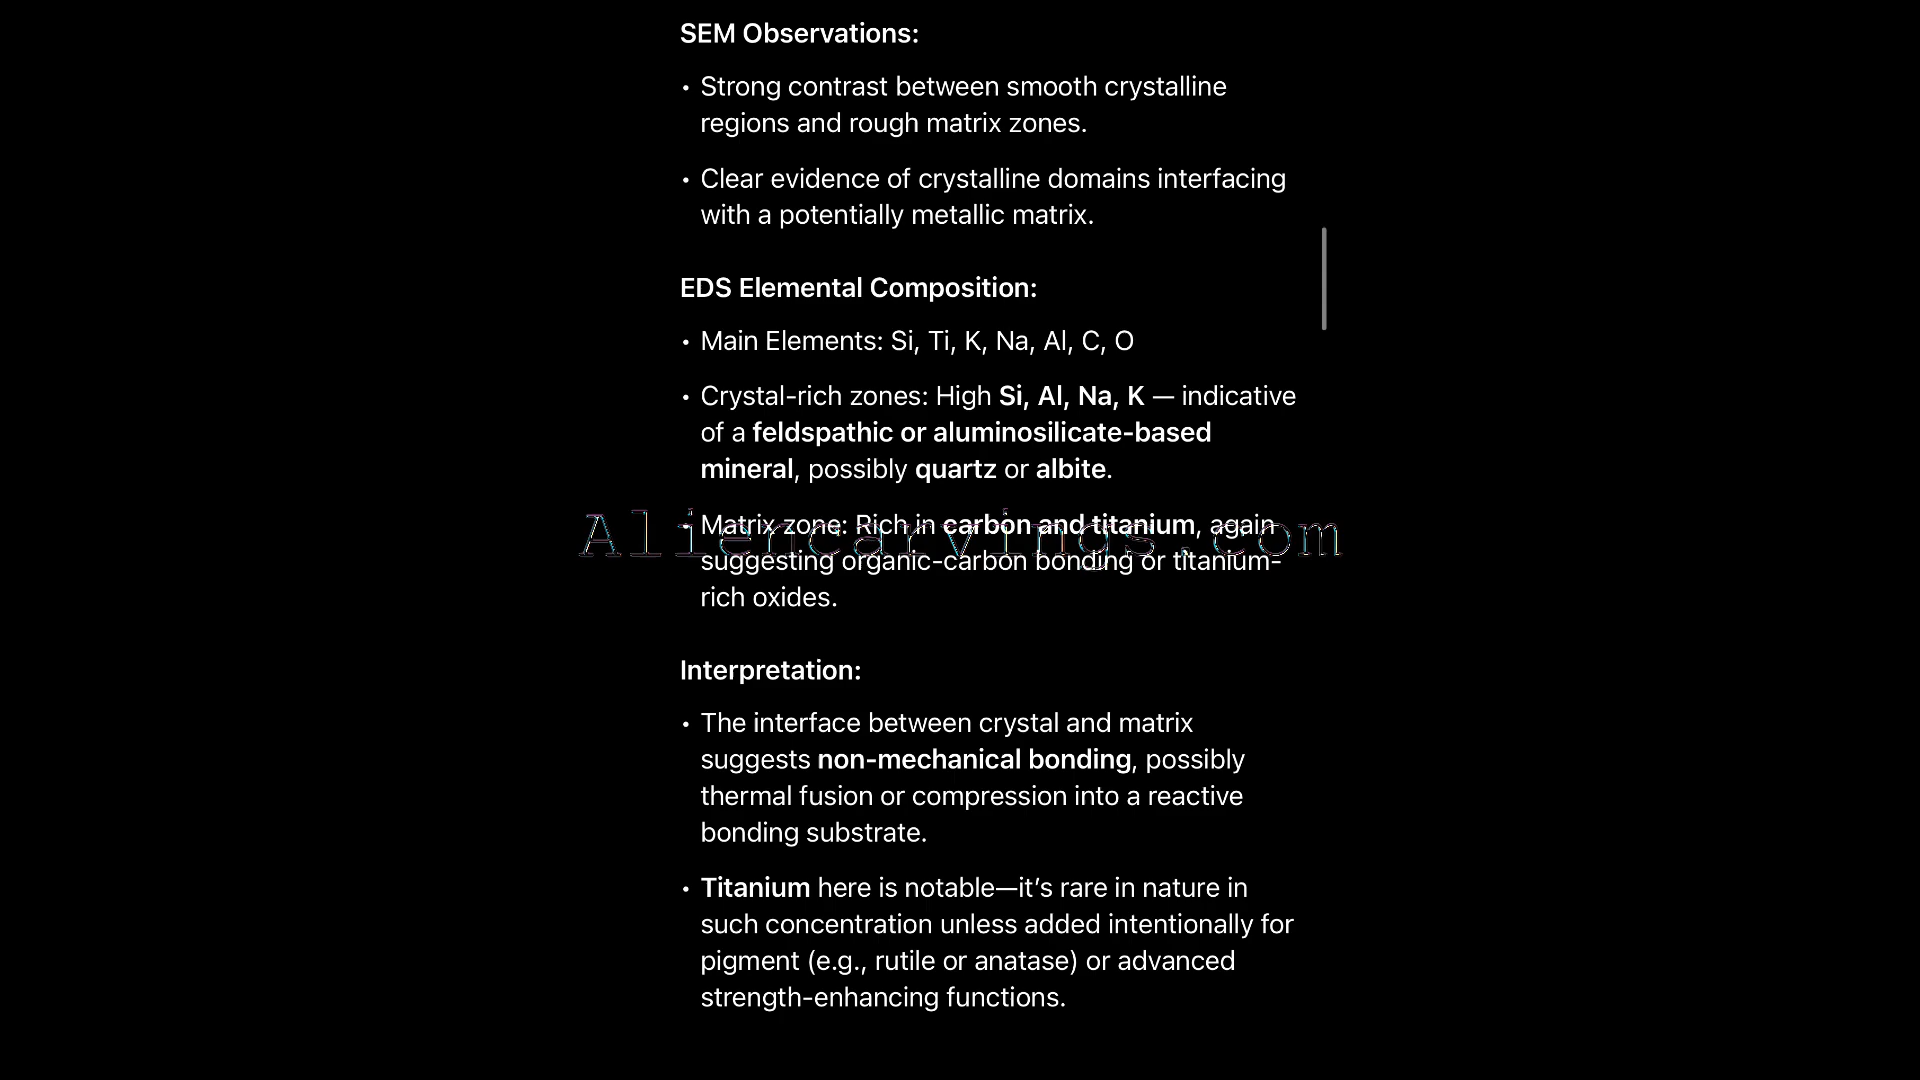 SEM Observations:
• Strong contrast between smooth crystalline
regions and rough matrix zones.
• Clear evidence of crystalline domains interfacing
with a potentially metallic matrix.
EDS Elemental Composition:
• Main Elements: Si, Ti, K, Na, Al, C, O
• Crystal-rich zones: High Si, Al, Na, K — indicative
of a feldspathic or aluminosilicate-based
mineral, possibly quartz or albite.
• Matrix zone: Rich in carbon and titanium, again
Aliencarvings.com
suggesting organic-carbon bonding or titanium-
rich oxides.
Interpretation:
• The interface between crystal and matrix
suggests non-mechanical bonding, possibly
thermal fusion or compression into a reactive
bonding substrate.
• Titanium here is notable—it’s rare in nature in
such concentration unless added intentionally for
pigment (e.g., rutile or anatase) or advanced
strength-enhancing functions.